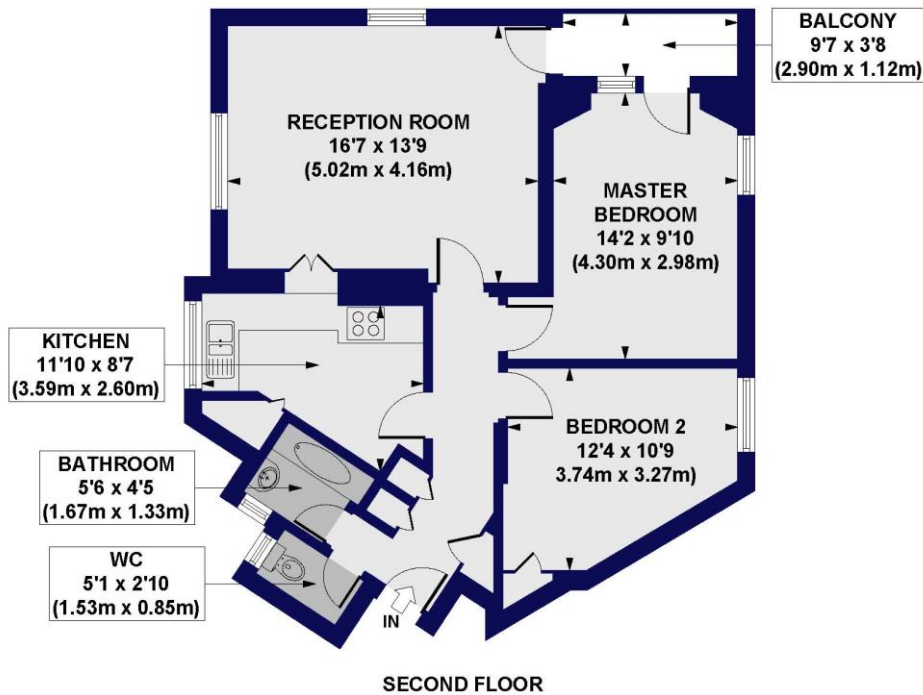 BALCONY
9'7 x 3'8
(2.90m x 1.12m)
RECEPTION ROOM
16'7 x 13'9
(5.02m x 4.16m)
MASTER
BEDROOM
14'2 x 9'10
(4.30m x 2.98m)
KITCHEN
11'10 x 8'7
(3.59m x 2.60m)
BEDROOM 2
12'4 x 10'9
3.74m x 3.27m)
BATHROOM
5'6 x 4'5
(1.67m x 1.33m)
WC
5'1 x 2'10
(1.53m x 0.85m)
IN
SECOND FLOOR